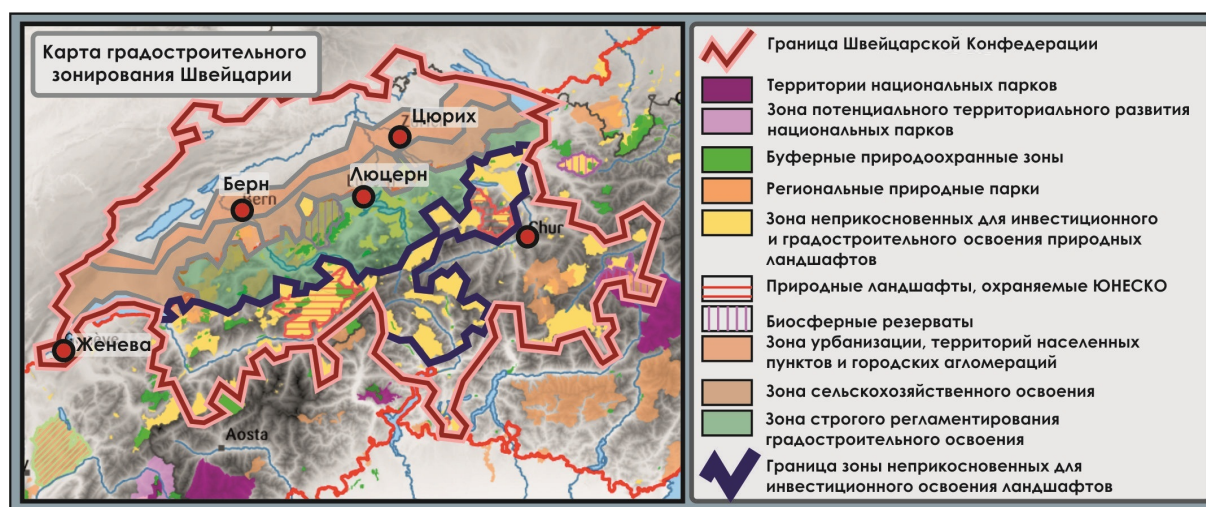 Карта градостроительного
зонирования Швейцарии
Цюрих
Люцерн
Берн
Chur
Женева
Aosta
Граница Швейцарской Конфедерации
Территории национальных парков
Зона потенциального территориального развития
национальных парков
Буферные природоохранные зоны
Региональные природные парки
Зона неприкосновенных для инвестиционного
и градостроительного освоения природных
ландшафтов
Природные ландшафты, охраняемые ЮНЕСКО
Биосферные резерваты
Зона урбанизации, территорий населенных
пунктов и городских агломераций
Зона сельскохозяйственного освоения
Зона строгого регламентирования
градостроительного освоения
Граница зоны неприкосновенных для
инвестиционного освоения ландшафтов